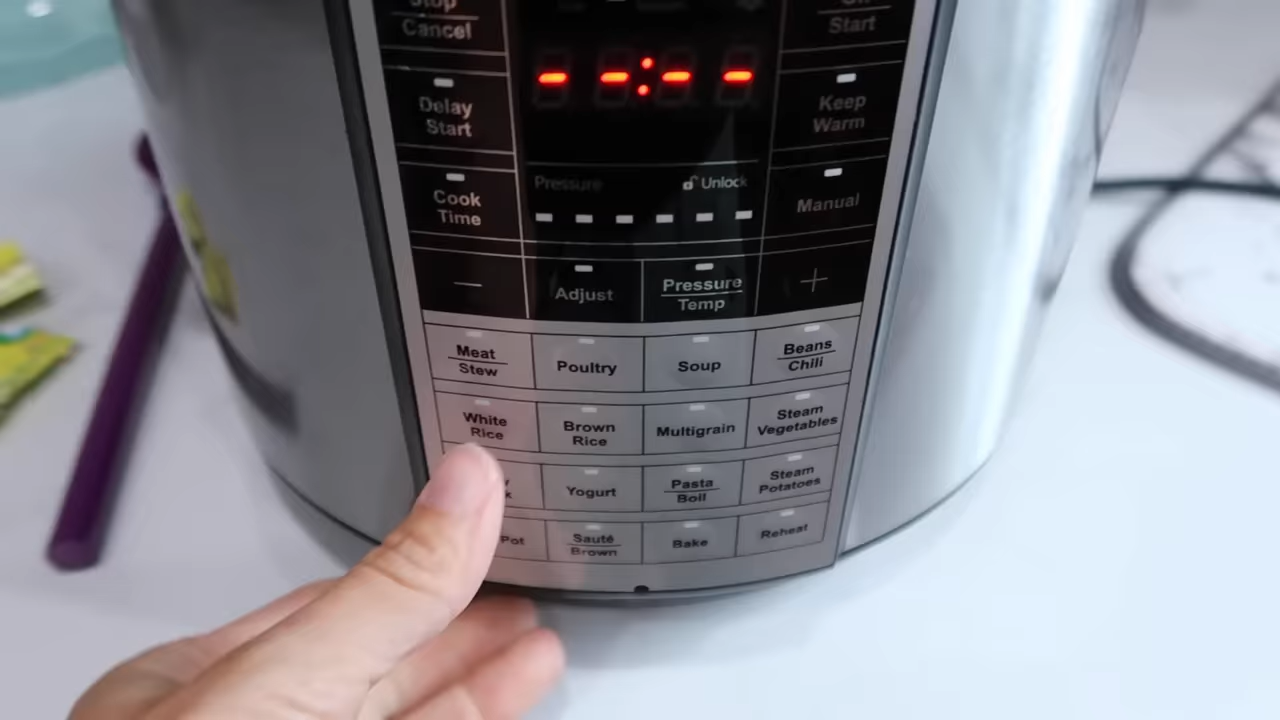 Stop
Cancel
Start
Delay
Start
Keep
Warm
Cook
Time
Pressure
Unlock
Manual
- -:- -
—
Adjust
Pressure
Temp
+
Meat
Stew
Poultry
Soup
Beans
Chili
White
Rice
Brown
Rice
Multigrain
Steam
Vegetables
Yogurt
Pasta
Boil
Steam
Potatoes
Pot
Sauté
Brown
Bake
Reheat